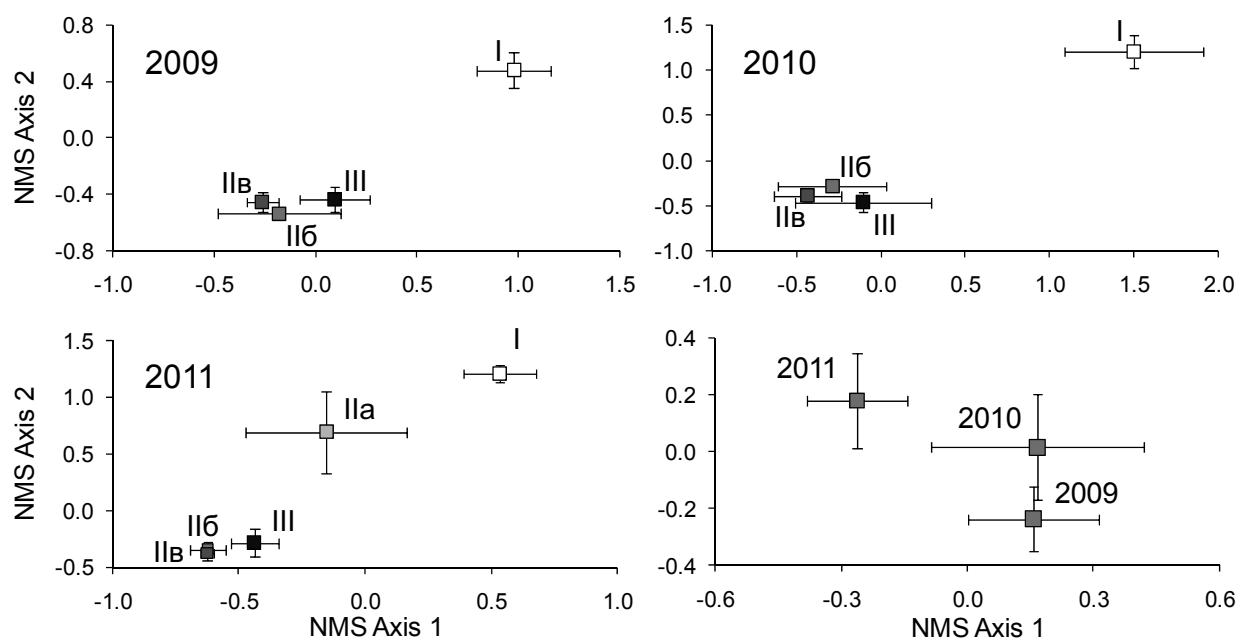 0.8
0.4
0.0
-0.4
-0.8
NMS Axis 2
2009
I
IIв
III
IIб
-1.0 -0.5 0.0 0.5 1.0 1.5
1.5
1.0
0.5
0.0
-0.5
-1.0
2010
I
IIб
IIв
III
-1.0 -0.5 0.0 0.5 1.0 1.5 2.0
1.5
1.0
0.5
0.0
-0.5
NMS Axis 2
2011
I
IIа
IIб
III
IIв
-1.0 -0.5 0.0 0.5 1.0
NMS Axis 1
0.4
0.2
0.0
-0.2
-0.4
2011
2010
2009
-0.6 -0.3 0.0 0.3 0.6
NMS Axis 1